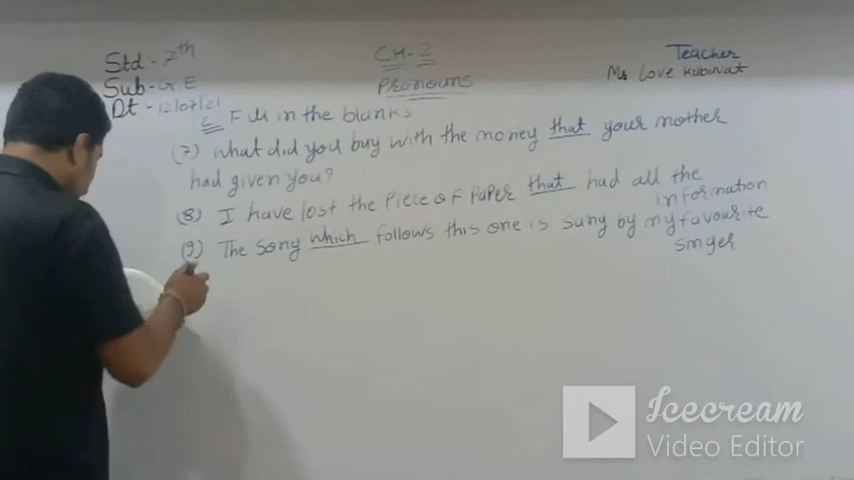 Std - 7th
CH-2
Teacher
Sub- Gr E
Pronouns
Ms Love Kubavat
Dt - 12/07/21
C Fill in the blanks
(7) What did you buy with the money that your mother
had given you?
(8) I have lost the piece of paper that had all the
information
(9) The song which follows this one is sung by my favourite
singer
Icecream
Video Editor